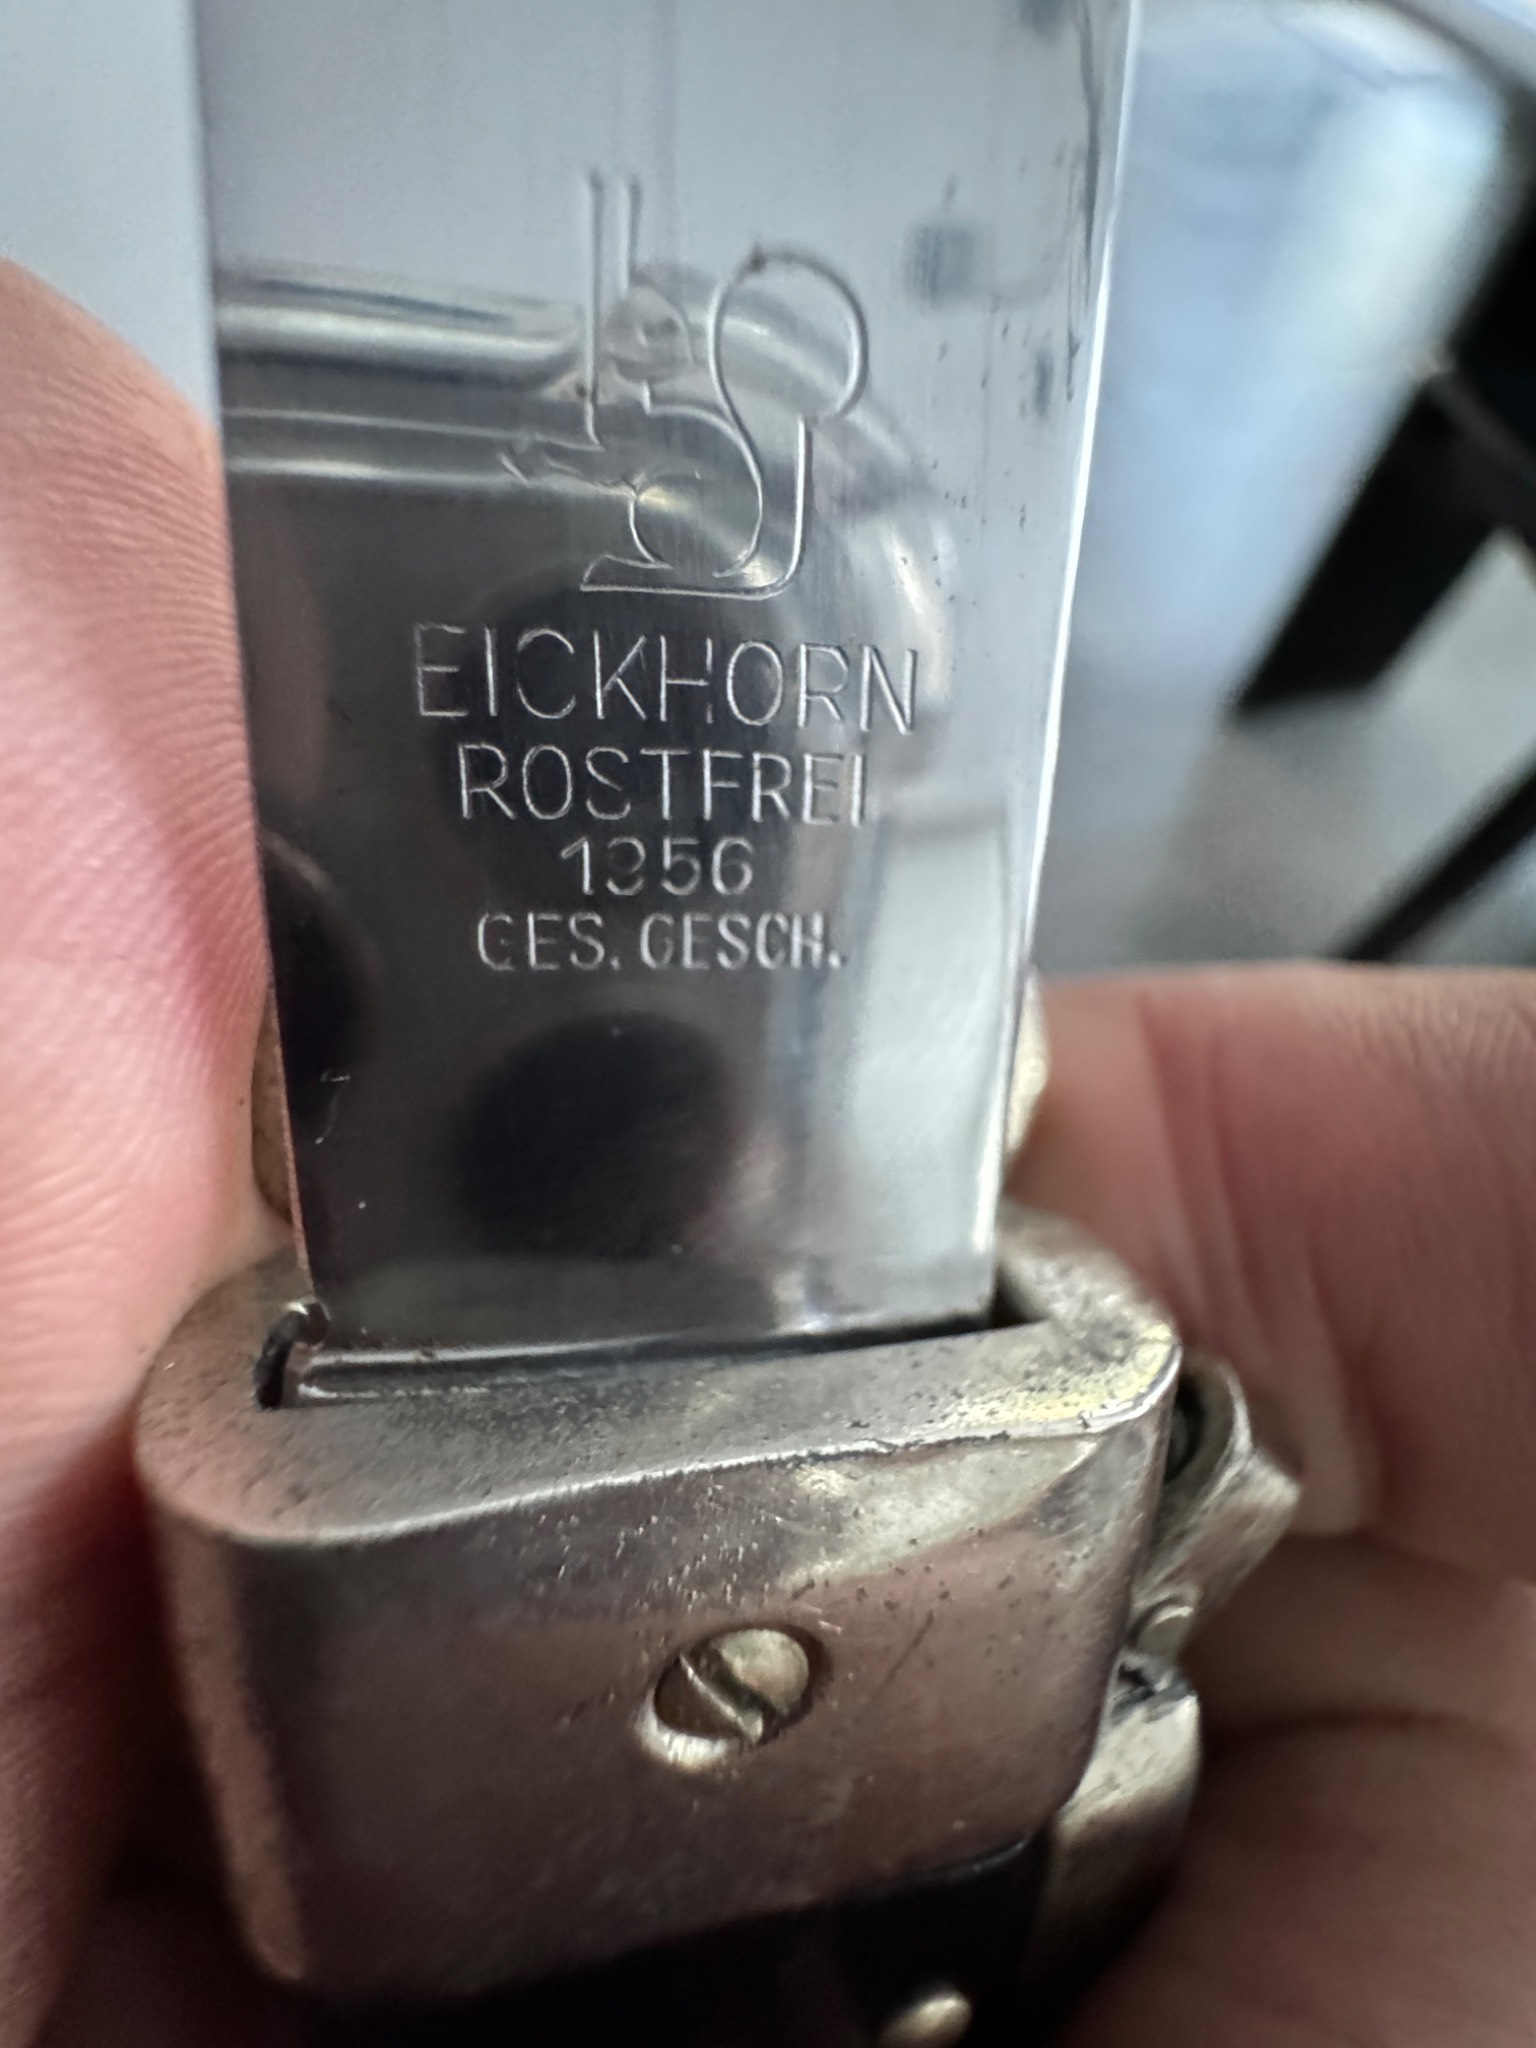 EICKHORN
ROSTFREI
1356
GES. GESCH.